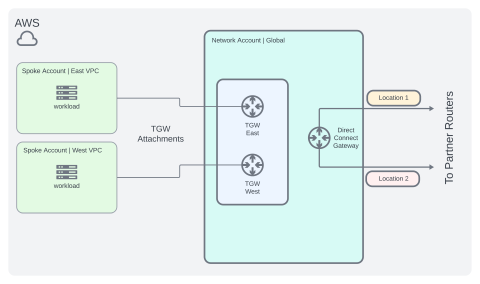 AWS
Network Account | Global
Spoke Account | East VPC
workload
Spoke Account | West VPC
workload
TGW
Attachments
TGW
East
TGW
West
Direct
Connect
Gateway
Location 1
Location 2
To Partner Routers